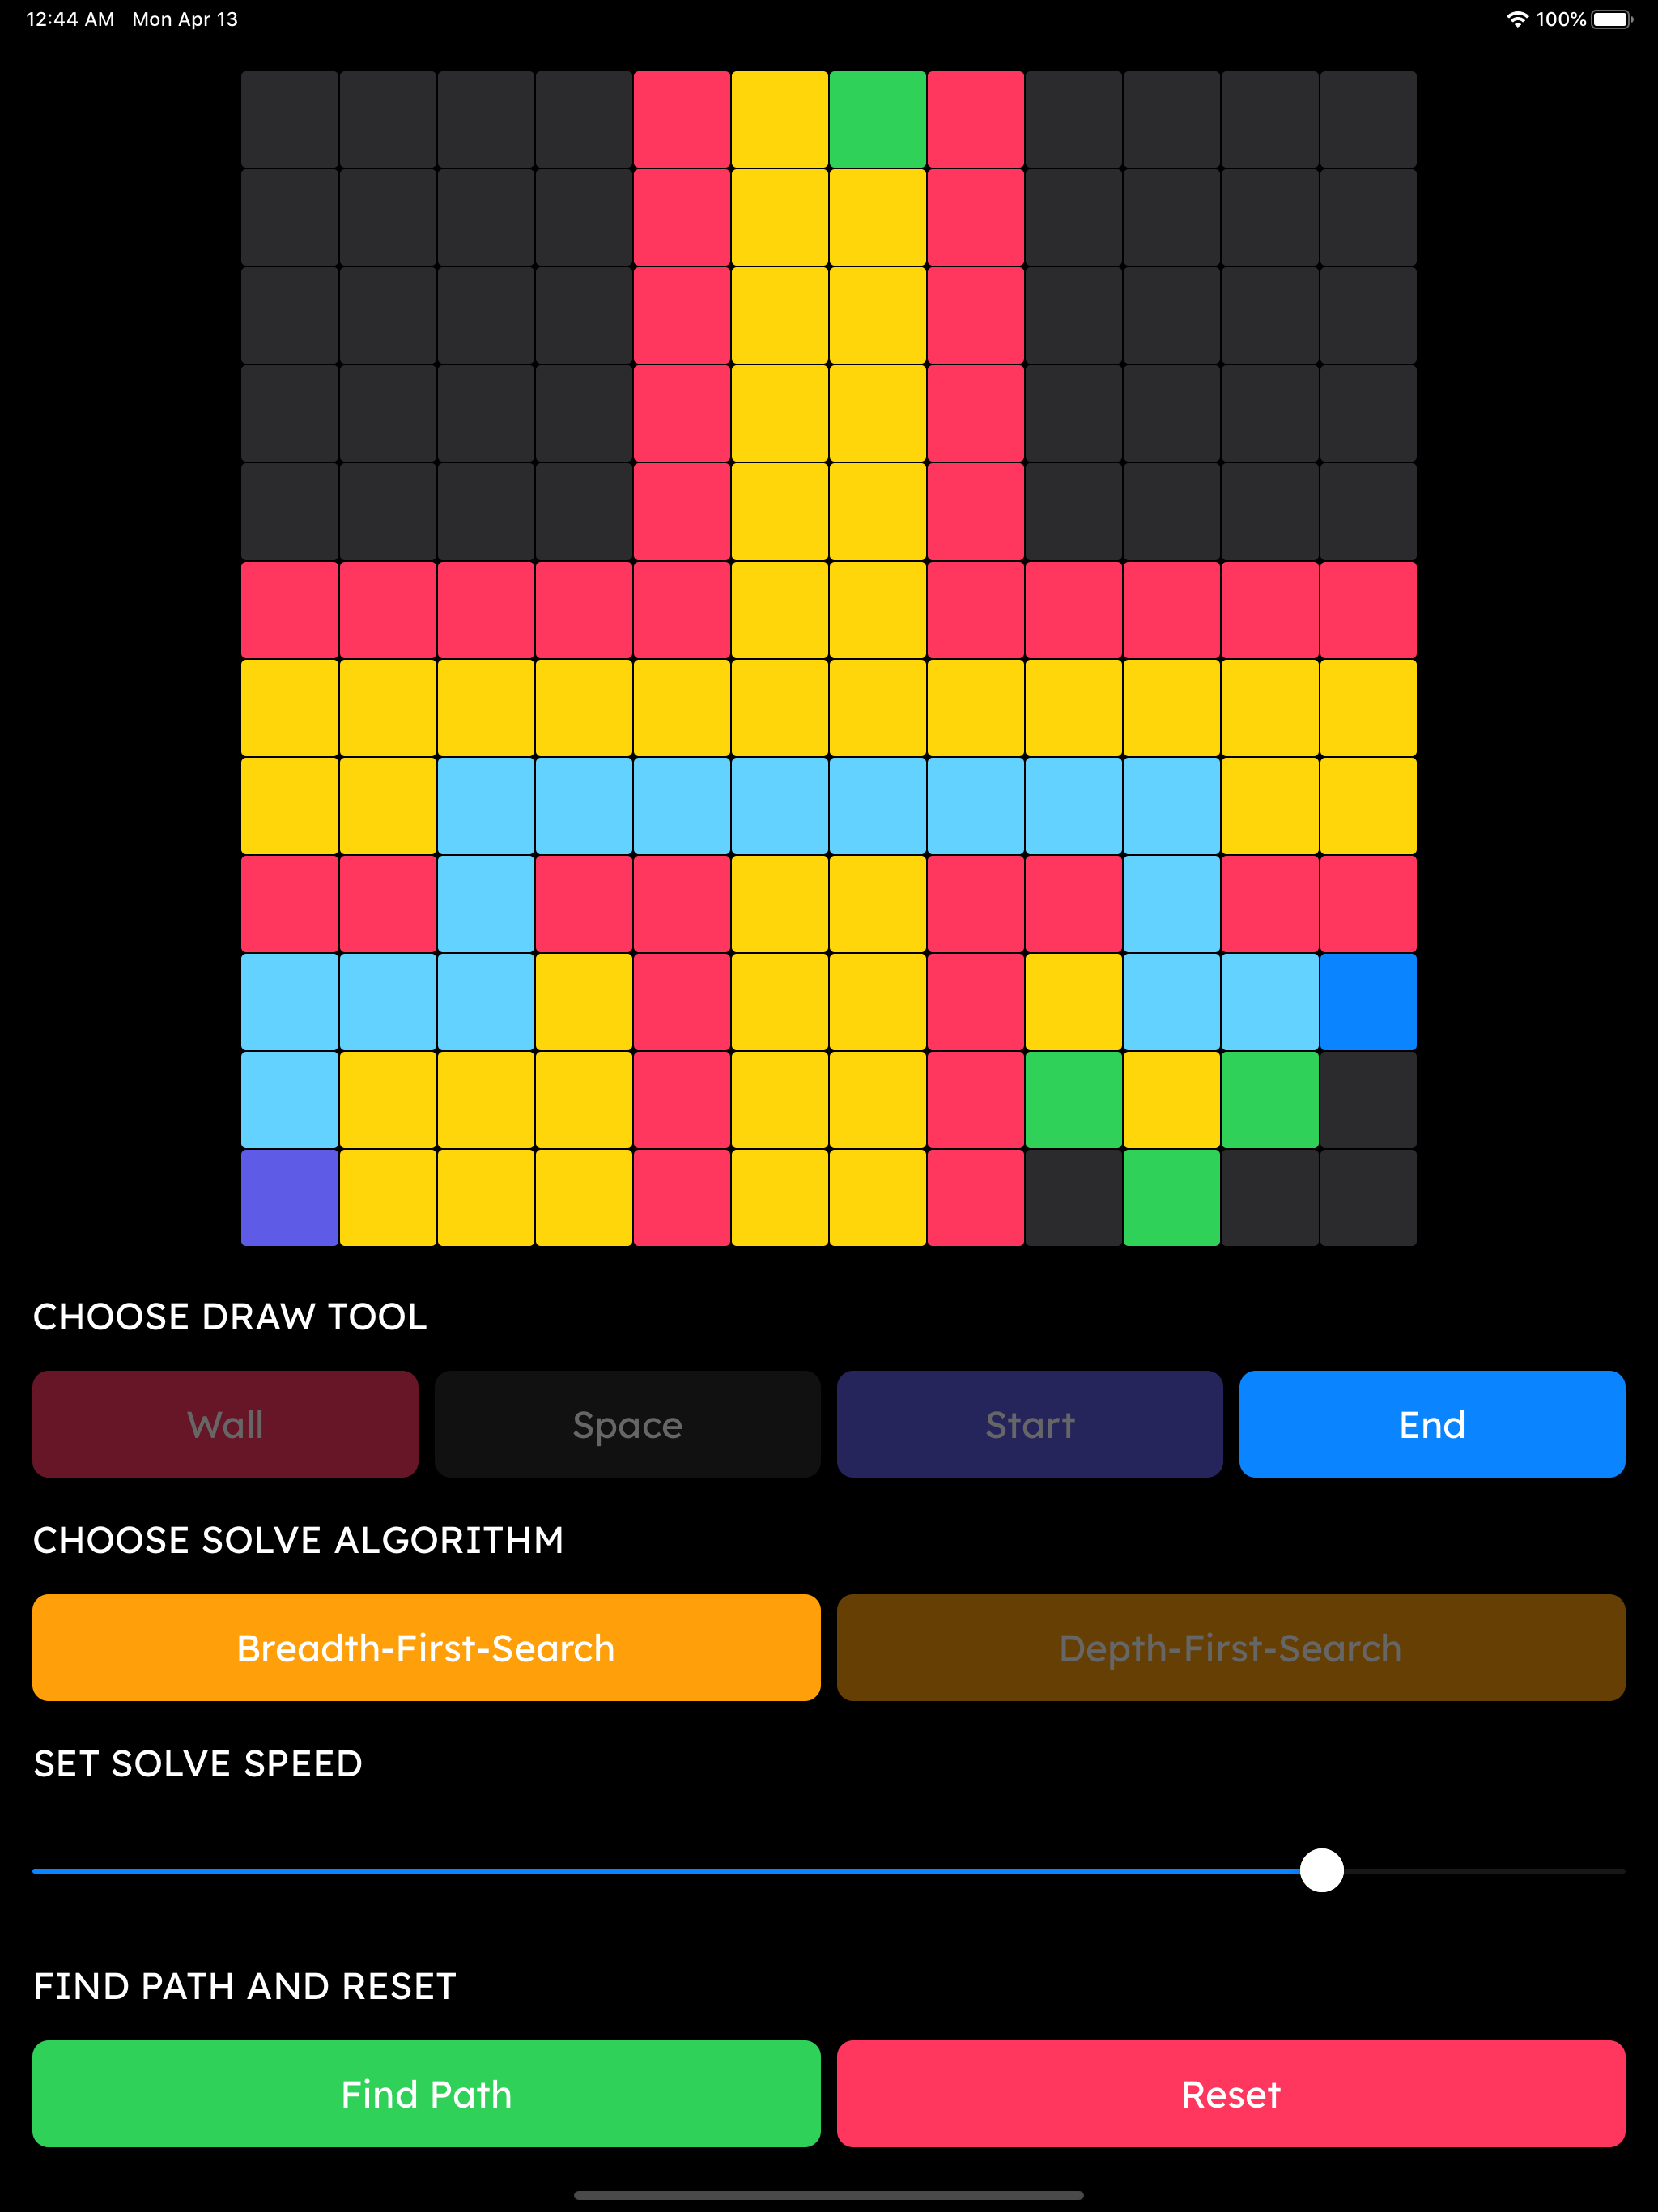 12:44 AM Mon Apr 13 100%
CHOOSE DRAW TOOL
Wall Space Start End
CHOOSE SOLVE ALGORITHM
Breadth-First-Search Depth-First-Search
SET SOLVE SPEED
FIND PATH AND RESET
Find Path Reset